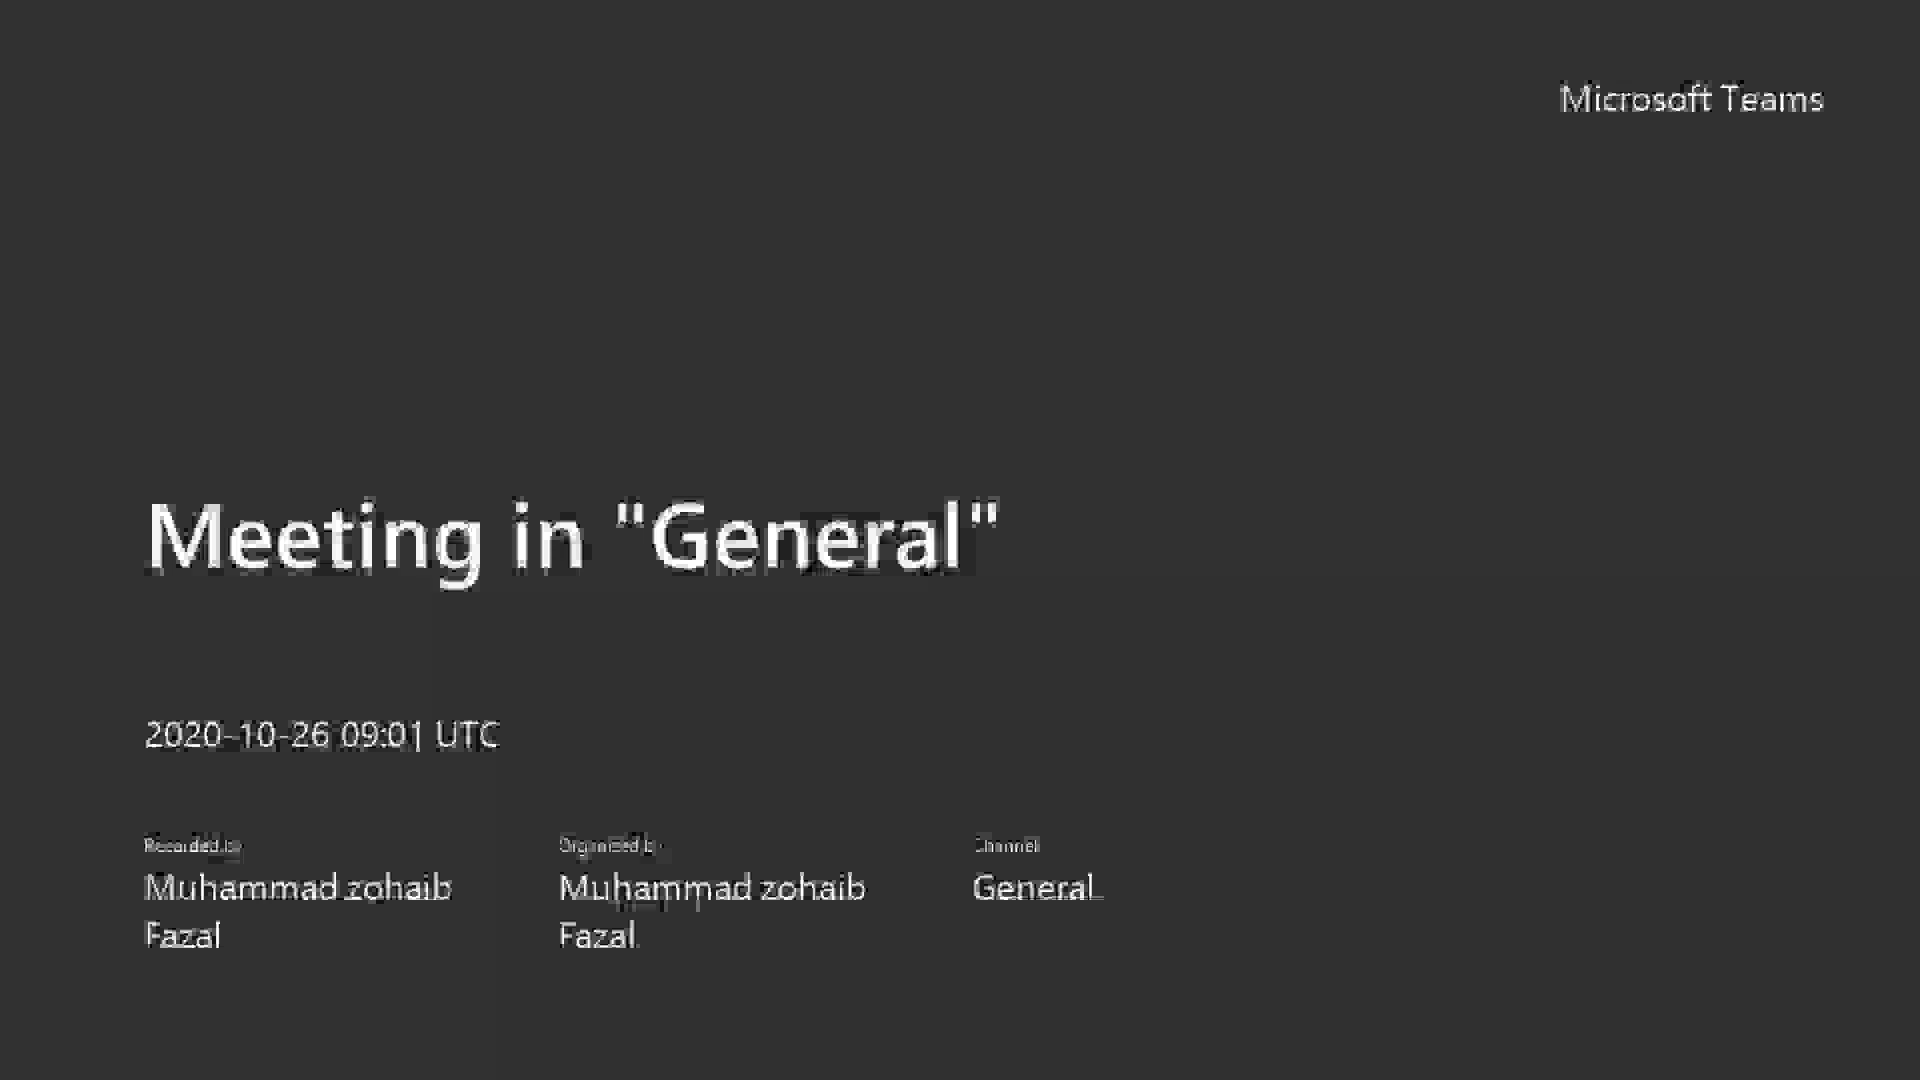 Microsoft Teams
Meeting in "General"
2020-10-26 09:01 UTC
Recorded by
Organized by
Channel
Muhammad zohaib
Fazal
Muhammad zohaib
Fazal
General